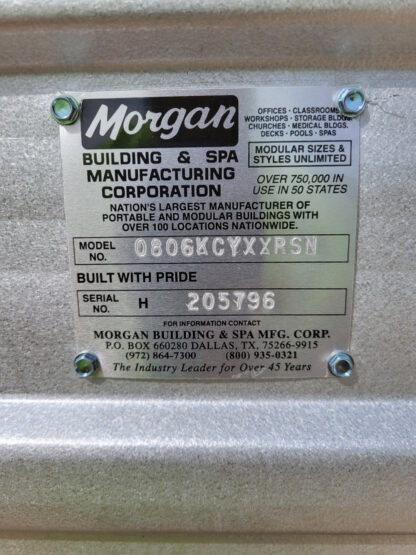 Morgan
OFFICES · CLASSROOMS
WORKSHOPS · STORAGE BLDGS.
CHURCHES · MEDICAL BLDGS.
DECKS · POOLS · SPAS
MODULAR SIZES &
STYLES UNLIMITED
BUILDING & SPA
MANUFACTURING
CORPORATION
OVER 750,000 IN
USE IN 50 STATES
NATION'S LARGEST MANUFACTURER OF
PORTABLE AND MODULAR BUILDINGS WITH
OVER 100 LOCATIONS NATIONWIDE.
MODEL NO. 0806KCYXXRSN
BUILT WITH PRIDE
SERIAL NO. H 205796
FOR INFORMATION CONTACT
MORGAN BUILDING & SPA MFG. CORP.
P.O. BOX 660280 DALLAS, TX, 75266-9915
(972) 864-7300 (800) 935-0321
The Industry Leader for Over 45 Years